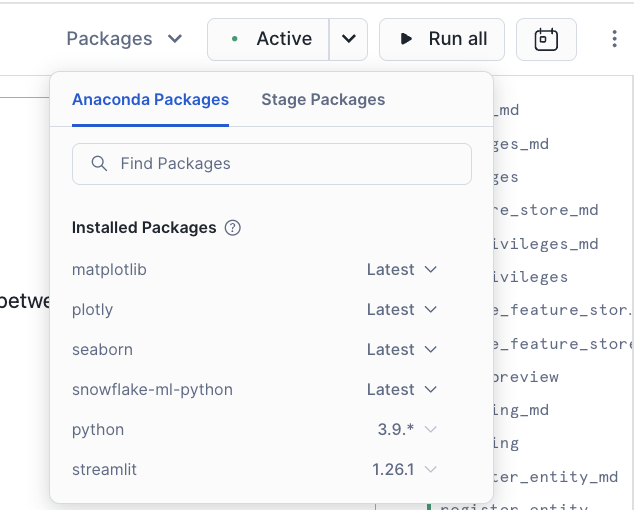 Packages Active Run all
Anaconda Packages Stage Packages
Find Packages
Installed Packages ?
matplotlib Latest
plotly Latest
seaborn Latest
snowflake-ml-python Latest
python 3.9.*
streamlit 1.26.1
_md
ges_md
ges
re_store_md
ivileges_md
ivileges
e_feature_stor.
e_feature_store
preview
ing_md
ing
ter_entity_md
register_entity
betwe